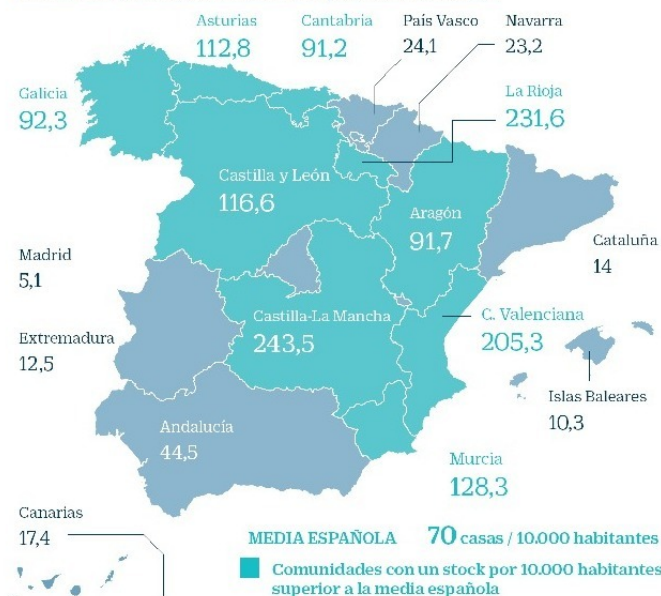 Asturias
112,8
Cantabria
91,2
País Vasco
24,1
Navarra
23,2
Galicia
92,3
La Rioja
231,6
Castilla y León
116,6
Aragón
91,7
Cataluña
14
Madrid
5,1
Castilla-La Mancha
243,5
C. Valenciana
205,3
Extremadura
12,5
Islas Baleares
10,3
Andalucía
44,5
Murcia
128,3
Canarias
17,4
MEDIA ESPAÑOLA 70 casas / 10.000 habitantes
Comunidades con un stock por 10.000 habitantes
superior a la media española